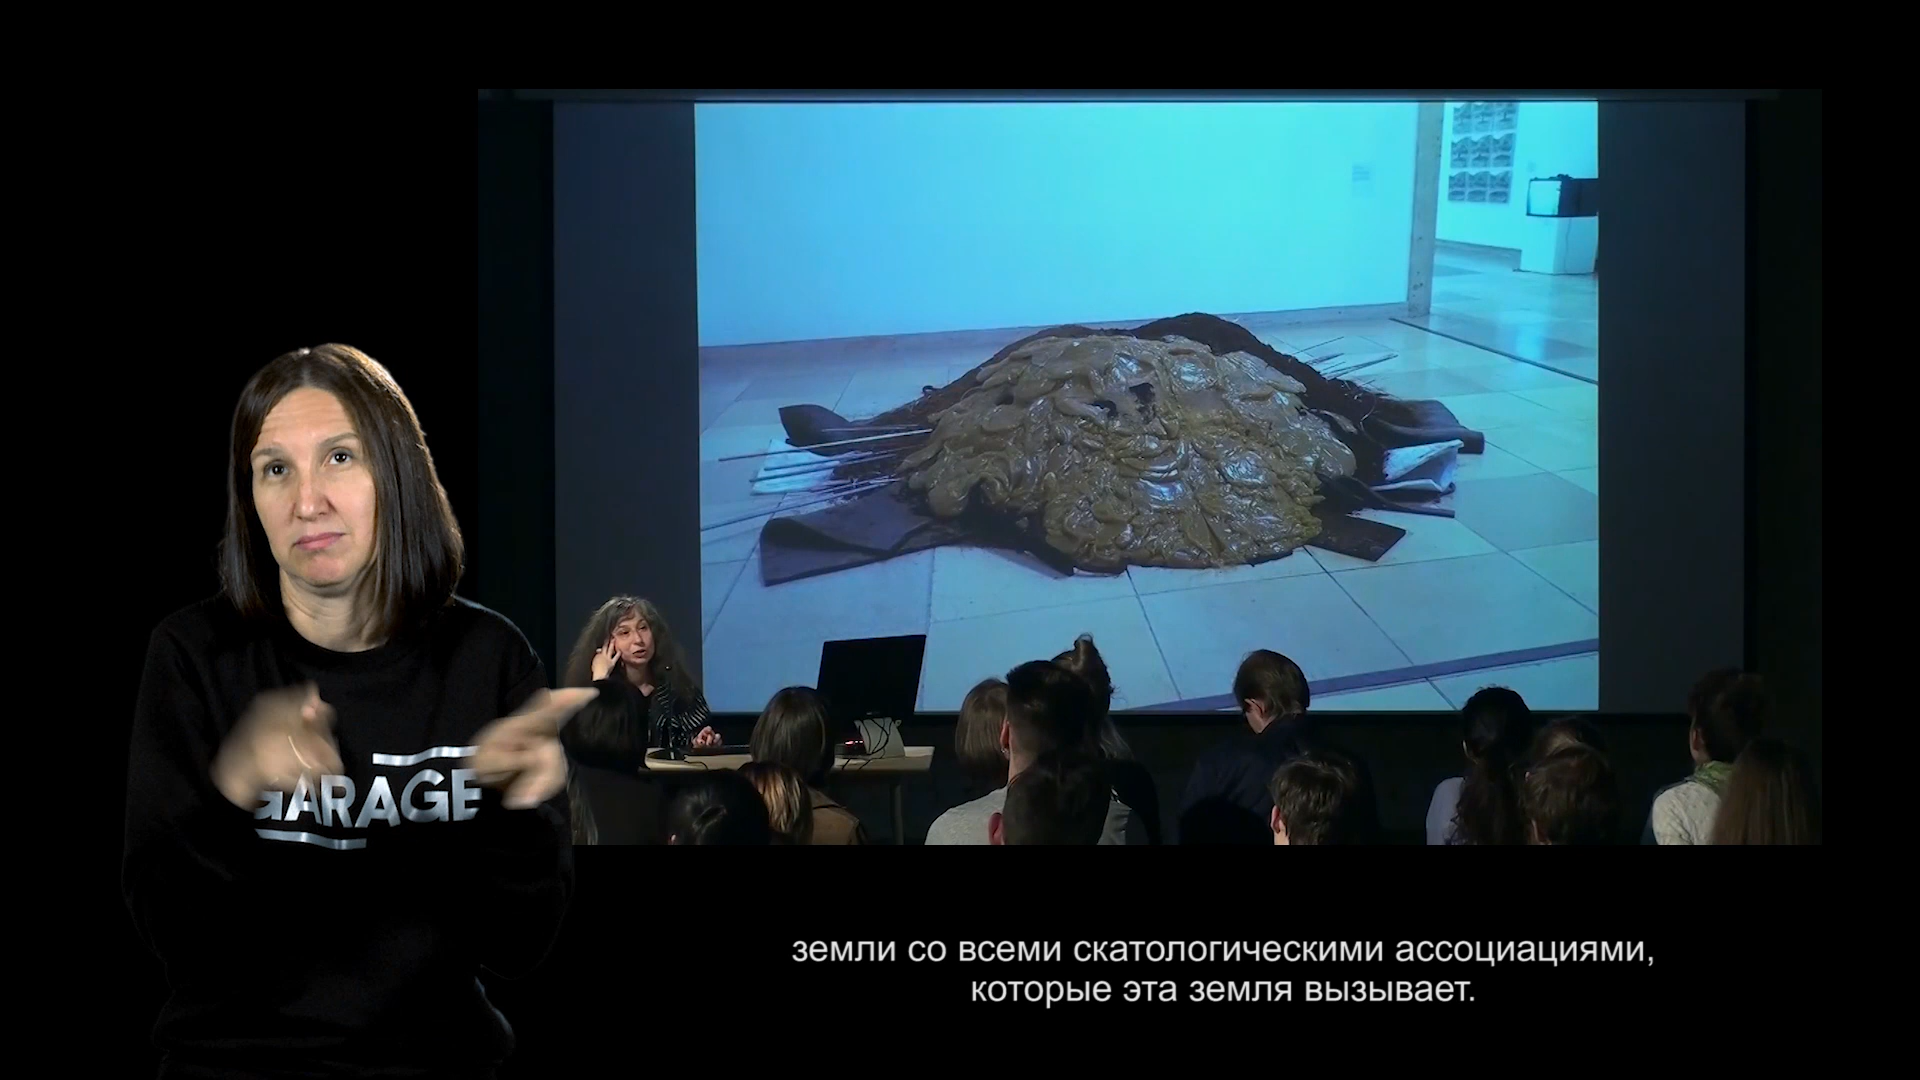 GARAGE
земли со всеми скатологическими ассоциациями,
которые эта земля вызывает.